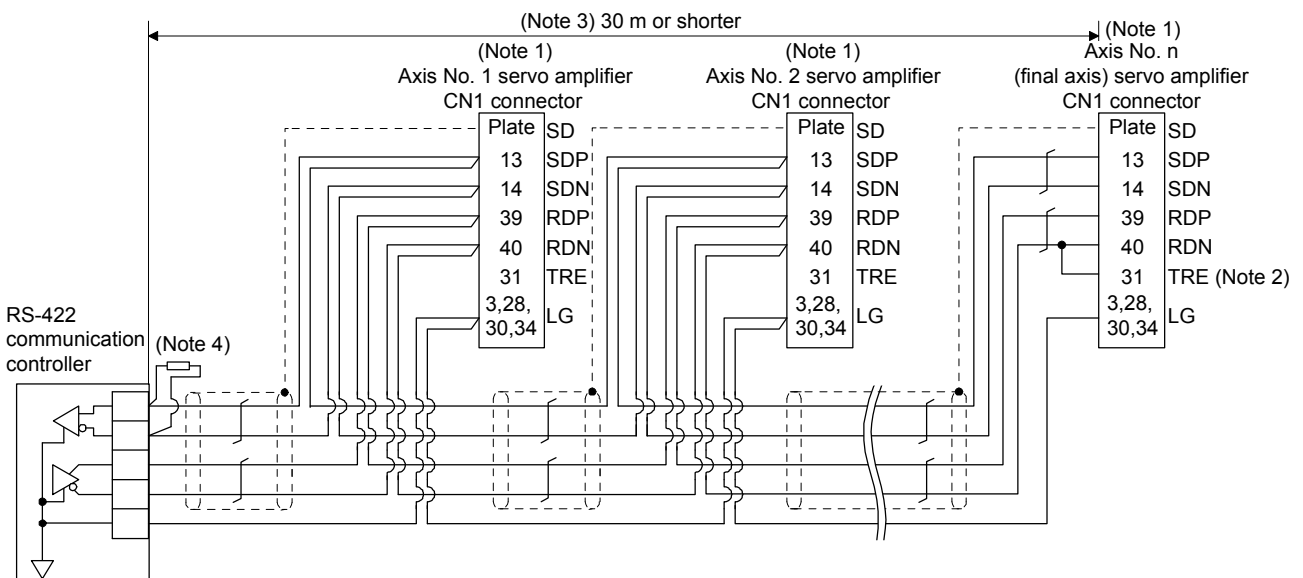 (Note 3) 30 m or shorter
(Note 1)
Axis No. 1 servo amplifier
CN1 connector
Plate SD
13 SDP
14 SDN
39 RDP
40 RDN
31 TRE
3,28,
30,34 LG
(Note 1)
Axis No. 2 servo amplifier
CN1 connector
Plate SD
13 SDP
14 SDN
39 RDP
40 RDN
31 TRE
3,28,
30,34 LG
(Note 1)
Axis No. n
(final axis) servo amplifier
CN1 connector
Plate SD
13 SDP
14 SDN
39 RDP
40 RDN
31 TRE (Note 2)
3,28,
30,34 LG
RS-422
communication
controller
(Note 4)